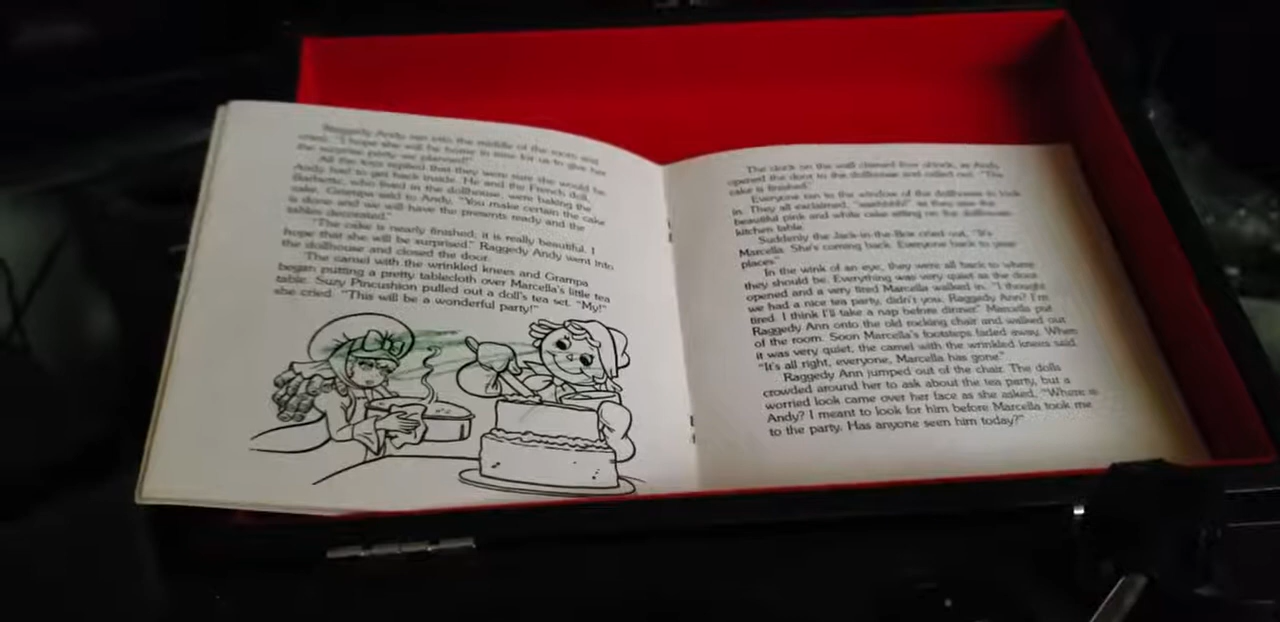 Raggedy Andy ran into the middle of the room and
cried, "I hope she will be home in time for us to give her
the surprise party we planned!"
All the toys replied that they were sure she would be.
Andy had to get back inside. He and the French doll,
Babette, who lived in the dollhouse, were baking the
cake. Grampa said to Andy, "You make certain the cake
is done and we will have the presents ready and the
tables decorated."
"The cake is nearly finished; it is really beautiful. I
hope that she will be surprised." Raggedy Andy went into
the dollhouse and closed the door.
The camel with the wrinkled knees and Grampa
began putting a pretty tablecloth over Marcella's little tea
table. Suzy Pincushion pulled out a doll's tea set. "My!"
she cried. "This will be a wonderful party!"
The clock on the wall chimed four o'clock, as Andy
opened the door to the dollhouse and called out, "The
cake is finished."
Everyone ran to the window of the dollhouse to look
in. They all exclaimed, as they saw the
beautiful pink and white cake sitting on the dollhouse
kitchen table.
Suddenly the Jack-in-the-Box cried out, "It's
Marcella. She's coming back. Everyone back to your
places."
In the wink of an eye, they were all back to where
they should be. Everything was very quiet as the door
opened and a very tired Marcella walked in. "I thought
we had a nice tea party, didn't you, Raggedy Ann? I'm
tired. I think I'll take a nap before dinner." Marcella put
Raggedy Ann onto the old rocking chair and walked out
of the room. Soon Marcella's footsteps faded away. When
it was very quiet, the camel with the wrinkled knees said,
"It's all right, everyone, Marcella has gone."
Raggedy Ann jumped out of the chair. The dolls
crowded around her to ask about the tea party, but a
worried look came over her face as she asked, "Where is
Andy? I meant to look for him before Marcella took me
to the party. Has anyone seen him today?"